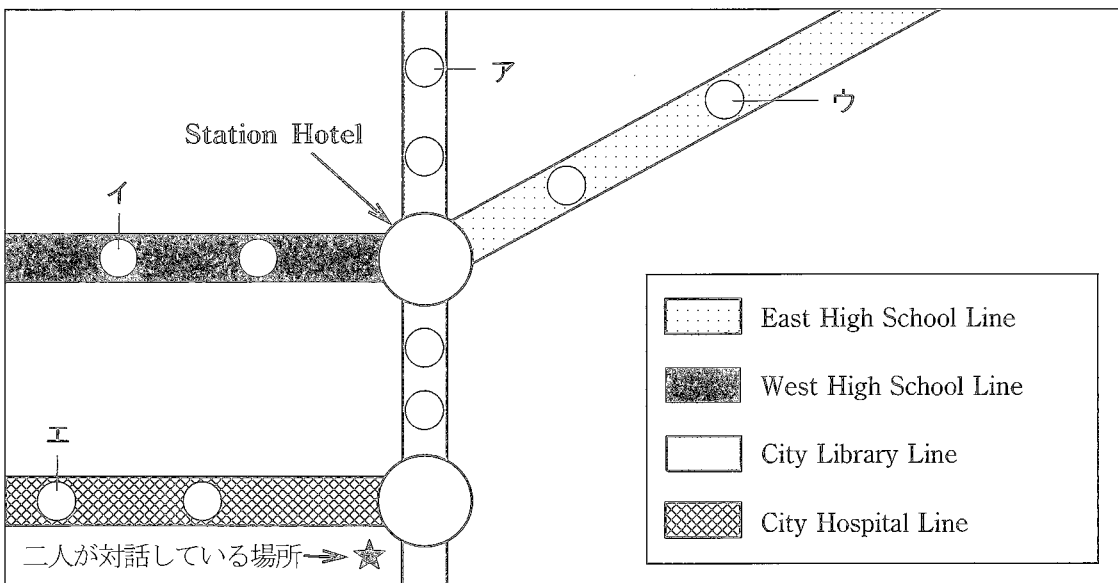 ア
ウ
Station Hotel
イ
エ
East High School Line
West High School Line
City Library Line
City Hospital Line
二人が対話している場所